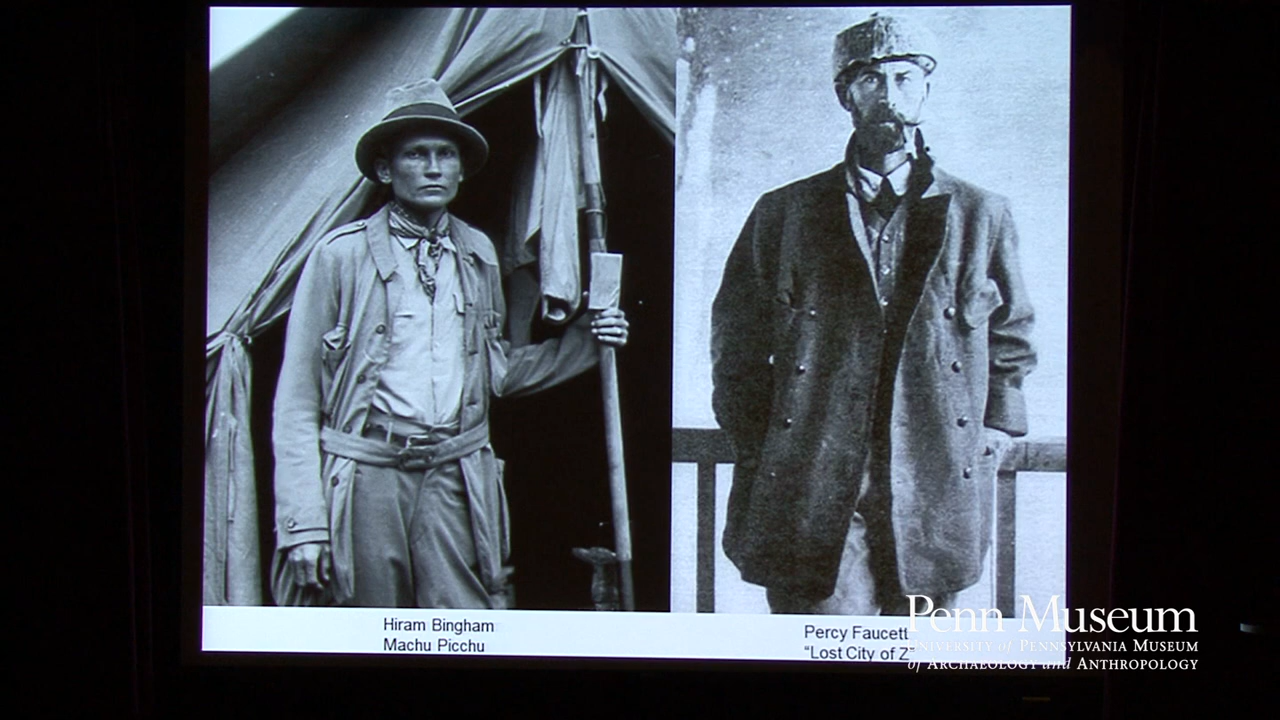 Hiram Bingham
Machu Picchu
Percy Faucett
“Lost City of Z”
Penn Museum
University of Pennsylvania Museum
of Archaeology and Anthropology